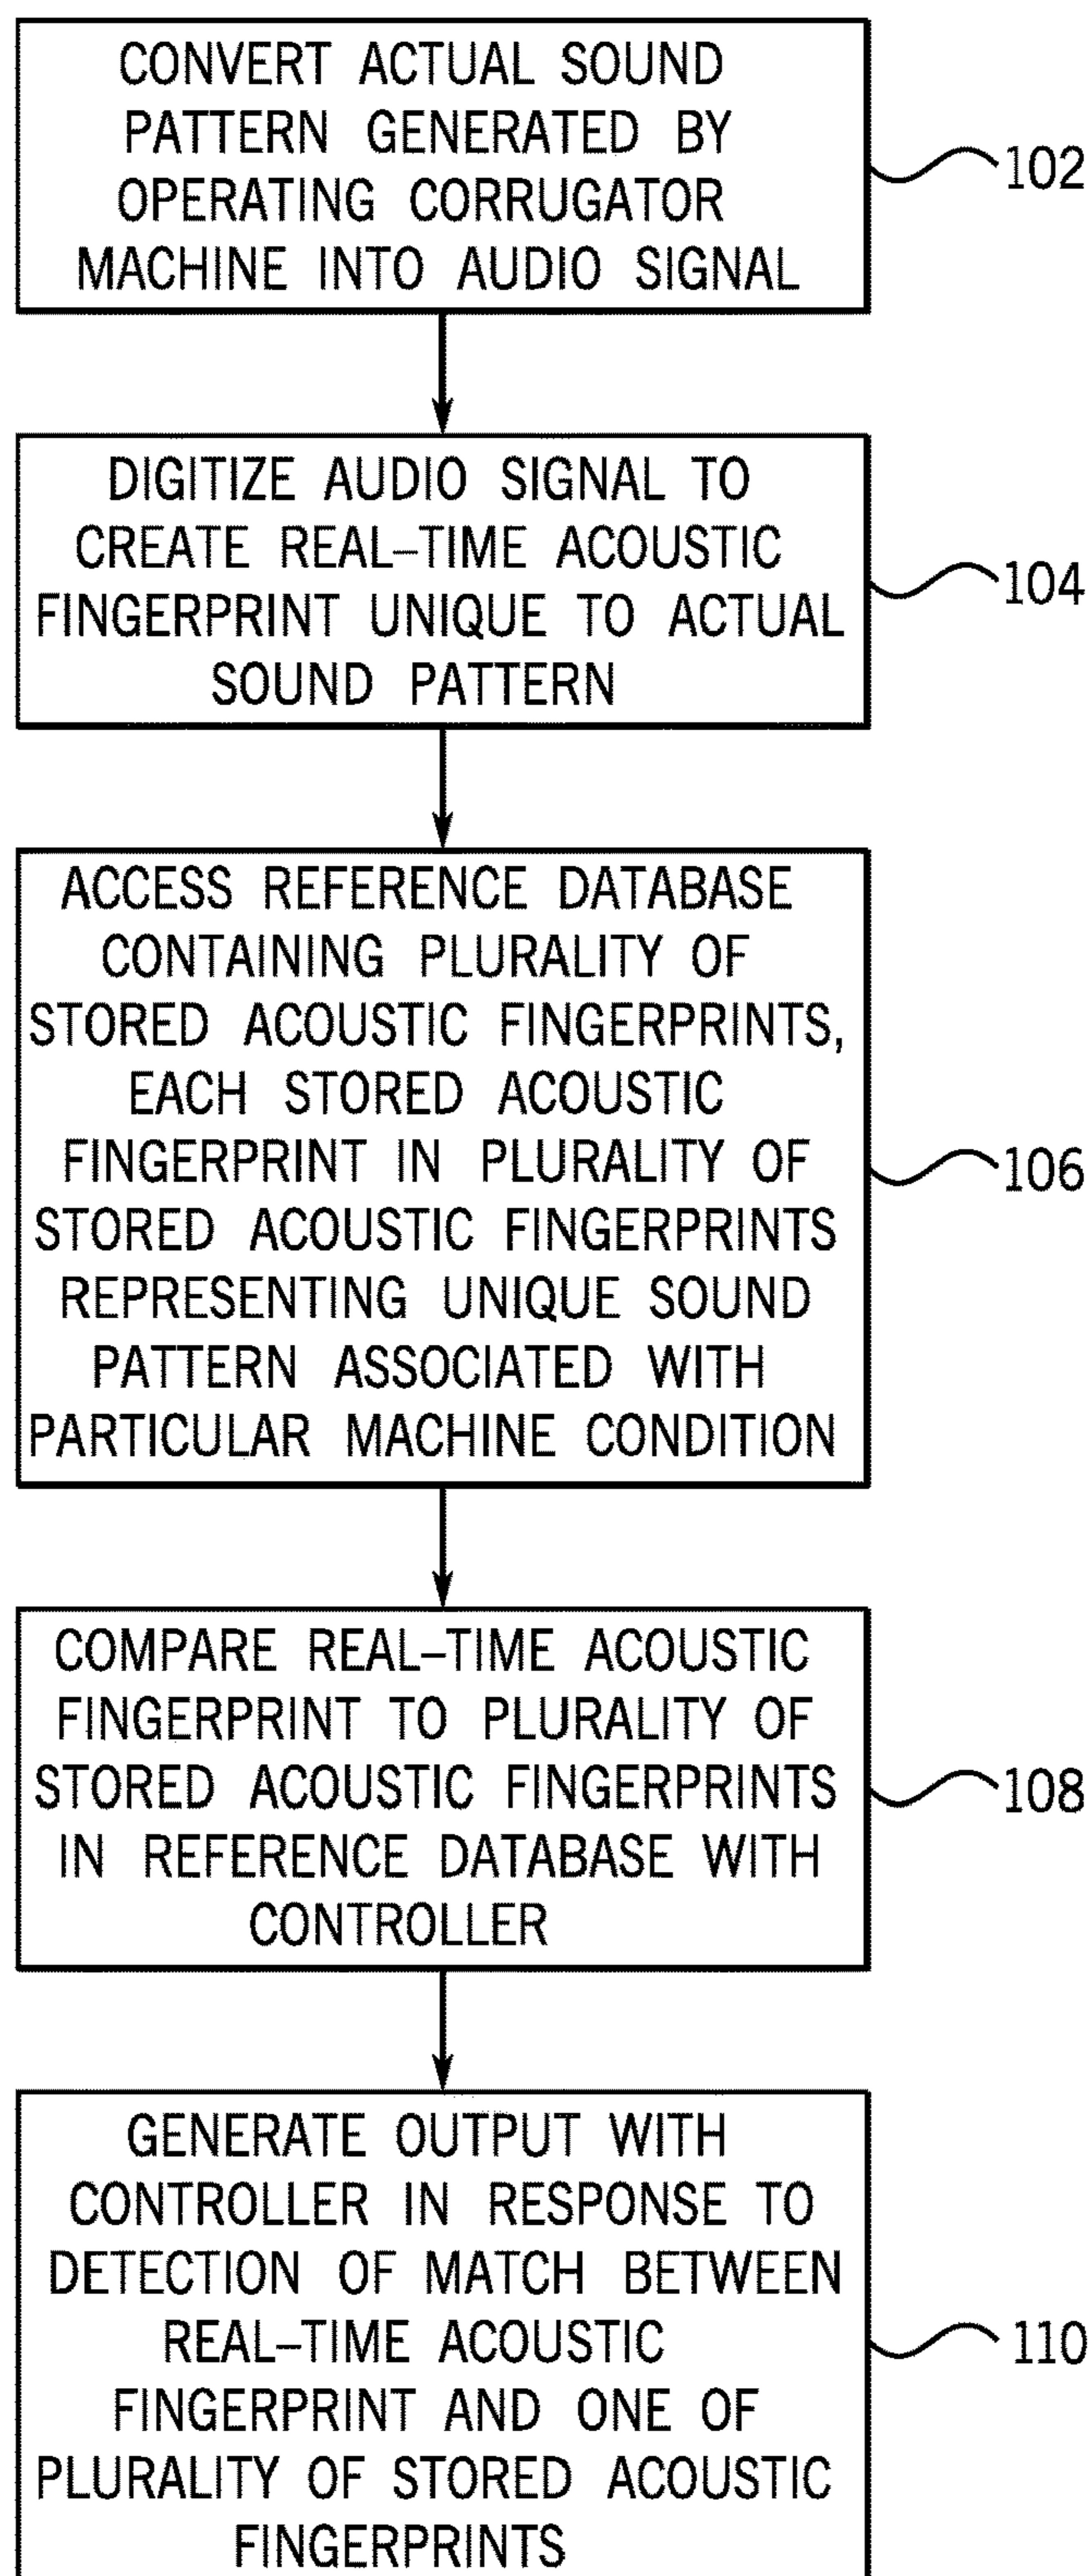 CONVERT ACTUAL SOUND
PATTERN GENERATED BY
OPERATING CORRUGATOR
MACHINE INTO AUDIO SIGNAL
102
DIGITIZE AUDIO SIGNAL TO
CREATE REAL–TIME ACOUSTIC
FINGERPRINT UNIQUE TO ACTUAL
SOUND PATTERN
104
ACCESS REFERENCE DATABASE
CONTAINING PLURALITY OF
STORED ACOUSTIC FINGERPRINTS,
EACH STORED ACOUSTIC
FINGERPRINT IN PLURALITY OF
STORED ACOUSTIC FINGERPRINTS
REPRESENTING UNIQUE SOUND
PATTERN ASSOCIATED WITH
PARTICULAR MACHINE CONDITION
106
COMPARE REAL–TIME ACOUSTIC
FINGERPRINT TO PLURALITY OF
STORED ACOUSTIC FINGERPRINTS
IN REFERENCE DATABASE WITH
CONTROLLER
108
GENERATE OUTPUT WITH
CONTROLLER IN RESPONSE TO
DETECTION OF MATCH BETWEEN
REAL–TIME ACOUSTIC
FINGERPRINT AND ONE OF
PLURALITY OF STORED ACOUSTIC
FINGERPRINTS
110